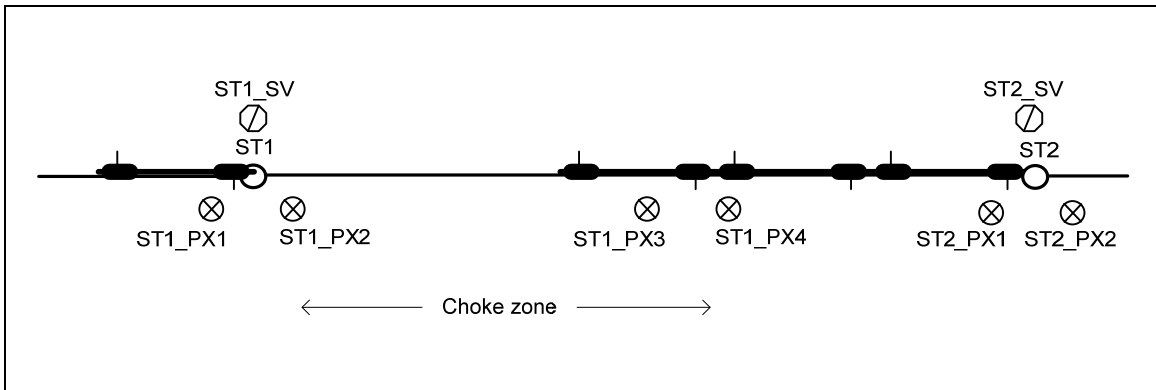 ST1_SV
ST2_SV
ST1
ST2
ST1_PX1
ST1_PX2
ST1_PX3
ST1_PX4
ST2_PX1
ST2_PX2
Choke zone